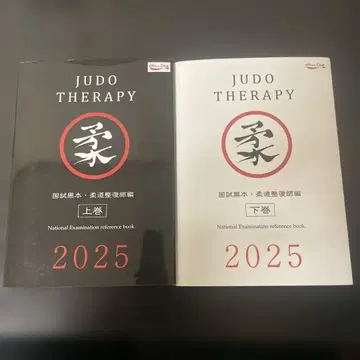 JUDO
THERAPY
柔
国試黒本・柔道整復師編
上巻
National Examination reference book.
2025
JUDO
THERAPY
柔
国試黒本・柔道整復師編
下巻
National Examination reference book.
2025